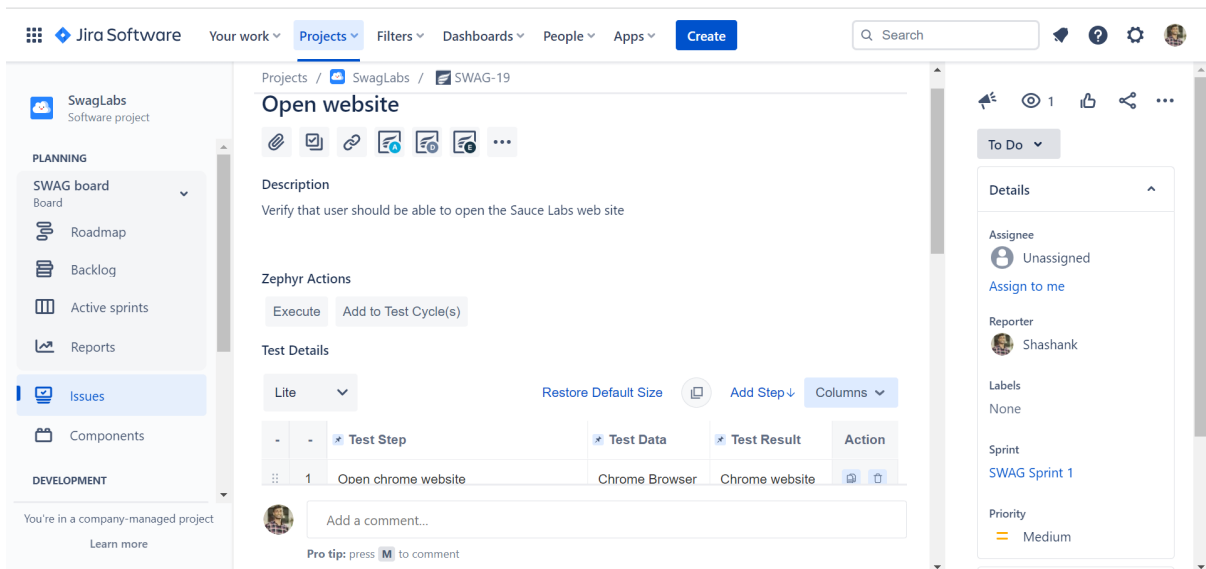 Jira Software
Your work
Projects
Filters
Dashboards
People
Apps
Create
Search
SwagLabs
Software project
PLANNING
SWAG board
Board
Roadmap
Backlog
Active sprints
Reports
Issues
Components
DEVELOPMENT
You're in a company-managed project
Learn more
Projects / SwagLabs / SWAG-19
Open website
A D E
Description
Verify that user should be able to open the Sauce Labs web site
Zephyr Actions
Execute Add to Test Cycle(s)
Test Details
Lite Restore Default Size Add Step↓ Columns
- - Test Step Test Data Test Result Action
1 Open chrome website Chrome Browser Chrome website
Add a comment...
Pro tip: press M to comment
1
To Do
Details
Assignee
Unassigned
Assign to me
Reporter
Shashank
Labels
None
Sprint
SWAG Sprint 1
Priority
Medium